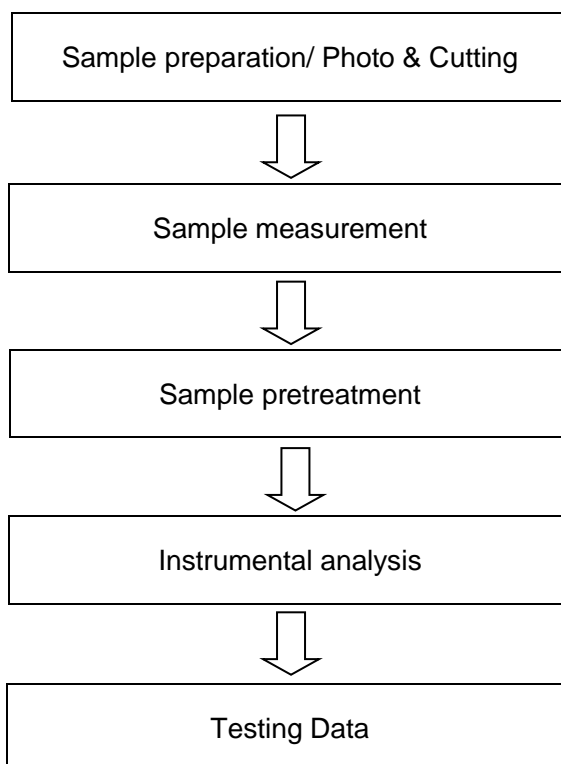 Sample preparation/ Photo & Cutting
Sample measurement
Sample pretreatment
Instrumental analysis
Testing Data